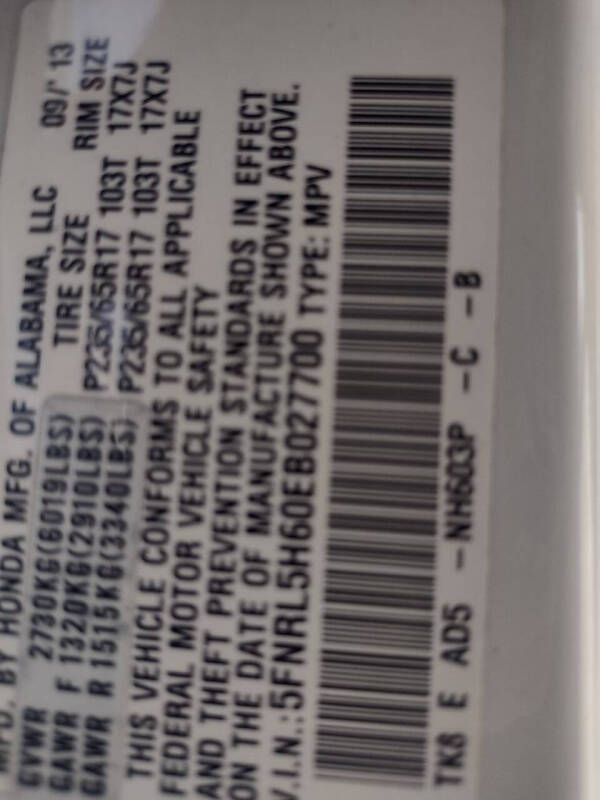 MFD. BY HONDA MFG. OF ALABAMA, LLC 09/' 13
TIRE SIZE RIM SIZE
GVWR 2730KG(6019LBS)
GAWR F 1320KG(2910LBS) P235/65R17 103T 17X7J
GAWR R 1515KG(3340LBS) P235/65R17 103T 17X7J
THIS VEHICLE CONFORMS TO ALL APPLICABLE
FEDERAL MOTOR VEHICLE SAFETY
AND THEFT PREVENTION STANDARDS IN EFFECT
ON THE DATE OF MANUFACTURE SHOWN ABOVE.
V.I.N.:5FNRL5H60EB027700 TYPE: MPV
TK8 E AD5 -NH603P -C -B